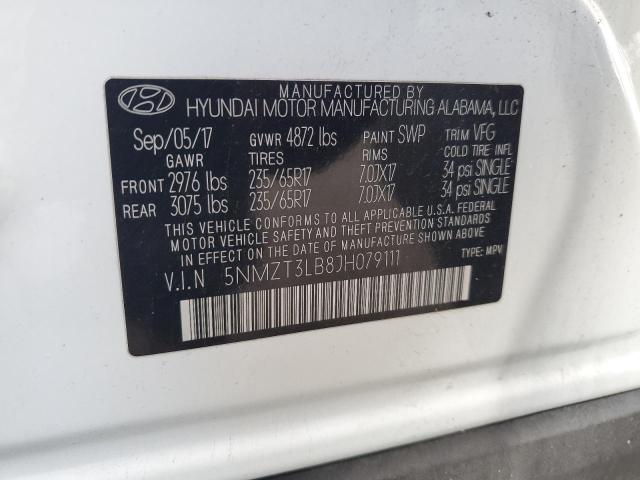 MANUFACTURED BY
HYUNDAI MOTOR MANUFACTURING ALABAMA, LLC
Sep/05/17 GVWR 4872 lbs PAINT SWP TRIM VFG
GAWR TIRES RIMS COLD TIRE INFL
FRONT 2976 lbs 235/65R17 7.0JX17 34 psi SINGLE
REAR 3075 lbs 235/65R17 7.0JX17 34 psi SINGLE
THIS VEHICLE CONFORMS TO ALL APPLICABLE U.S.A. FEDERAL
MOTOR VEHICLE SAFETY AND THEFT PREVENTION STANDARDS
IN EFFECT ON THE DATE OF MANUFACTURE SHOWN ABOVE.
V.I.N 5NMZT3LB8JH079111 TYPE: MPV